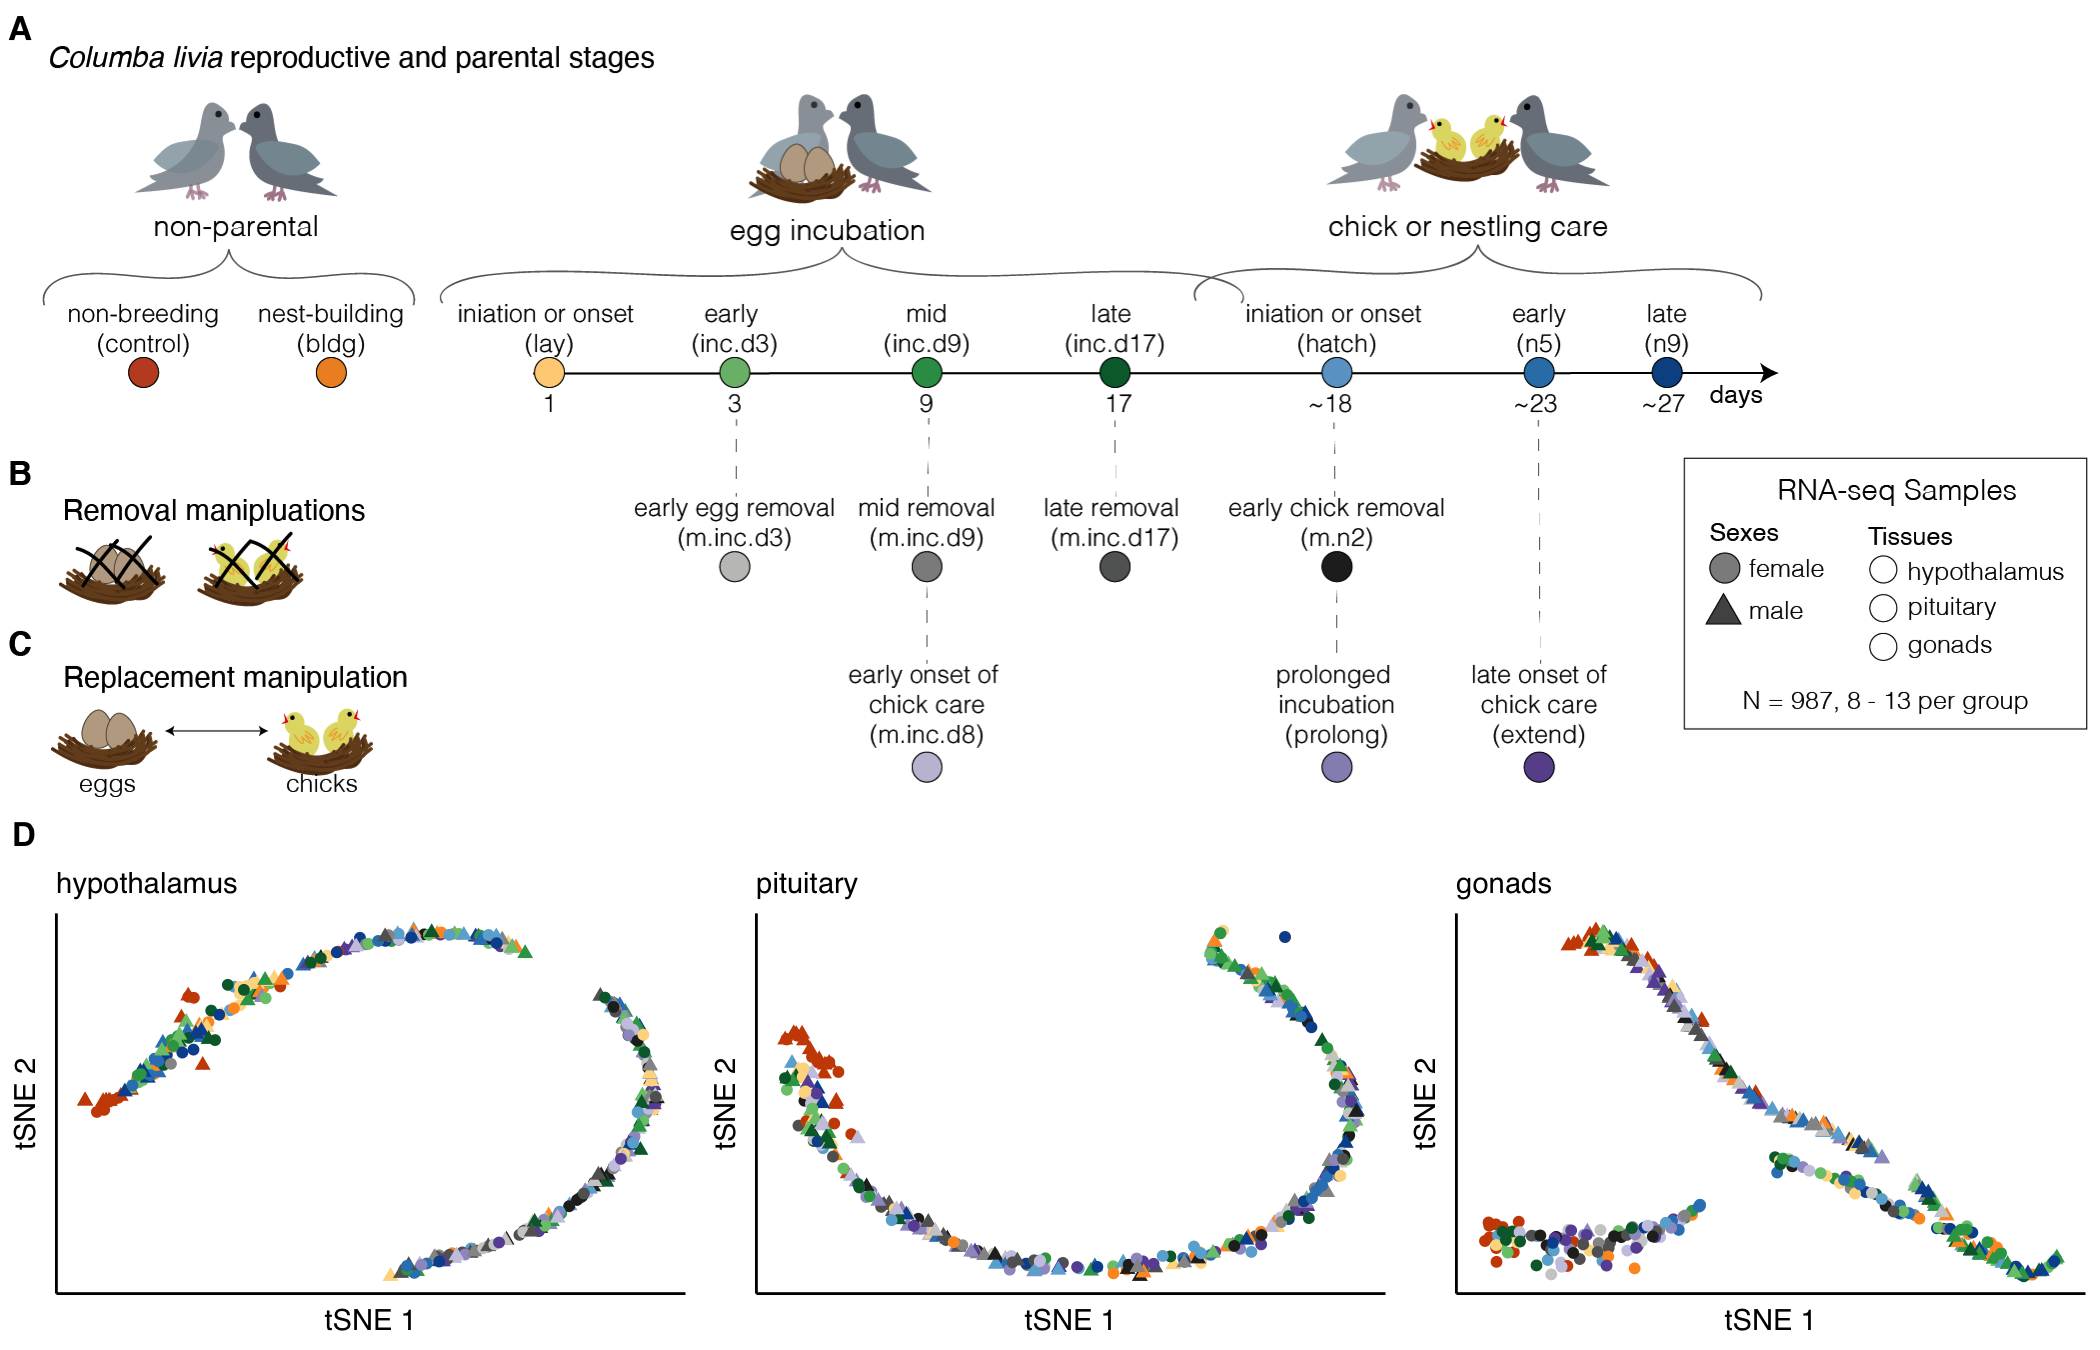 A
Columba livia reproductive and parental stages
non-parental
egg incubation
chick or nestling care
non-breeding
(control)
nest-building
(bldg)
iniation or onset
(lay)
early
(inc.d3)
mid
(inc.d9)
late
(inc.d17)
iniation or onset
(hatch)
early
(n5)
late
(n9)
1
3
9
17
~18
~23
~27
days
B
Removal manipluations
early egg removal
(m.inc.d3)
mid removal
(m.inc.d9)
late removal
(m.inc.d17)
early chick removal
(m.n2)
RNA-seq Samples
Sexes
female
male
Tissues
hypothalamus
pituitary
gonads
N = 987, 8 - 13 per group
C
Replacement manipulation
eggs
chicks
early onset of
chick care
(m.inc.d8)
prolonged
incubation
(prolong)
late onset of
chick care
(extend)
D
hypothalamus
tSNE 2
tSNE 1
pituitary
tSNE 2
tSNE 1
gonads
tSNE 2
tSNE 1